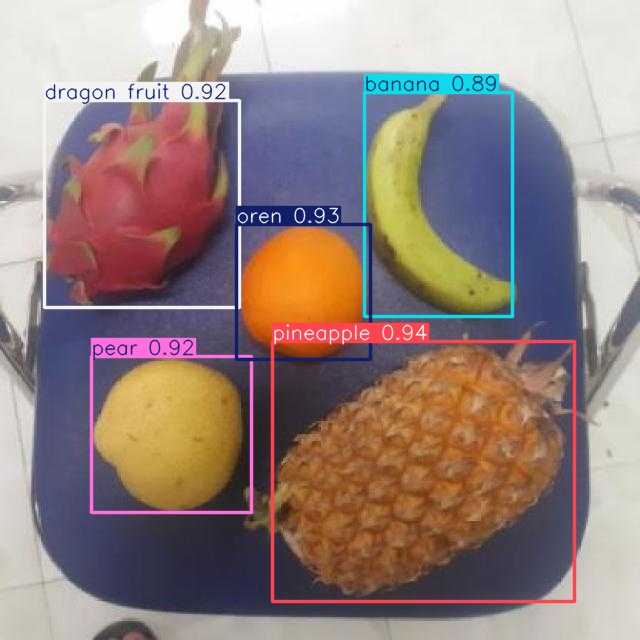 dragon fruit 0.92
banana 0.89
oren 0.93
pineapple 0.94
pear 0.92